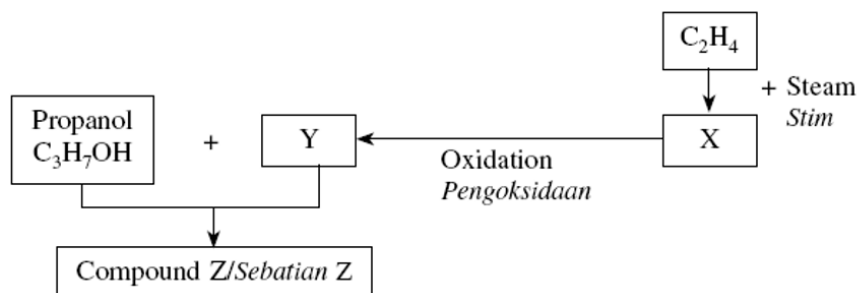 C₂H₄
+ Steam
Stim
Propanol
C₃H₇OH
+
Y
X
Oxidation
Pengoksidaan
Compound Z/Sebatian Z